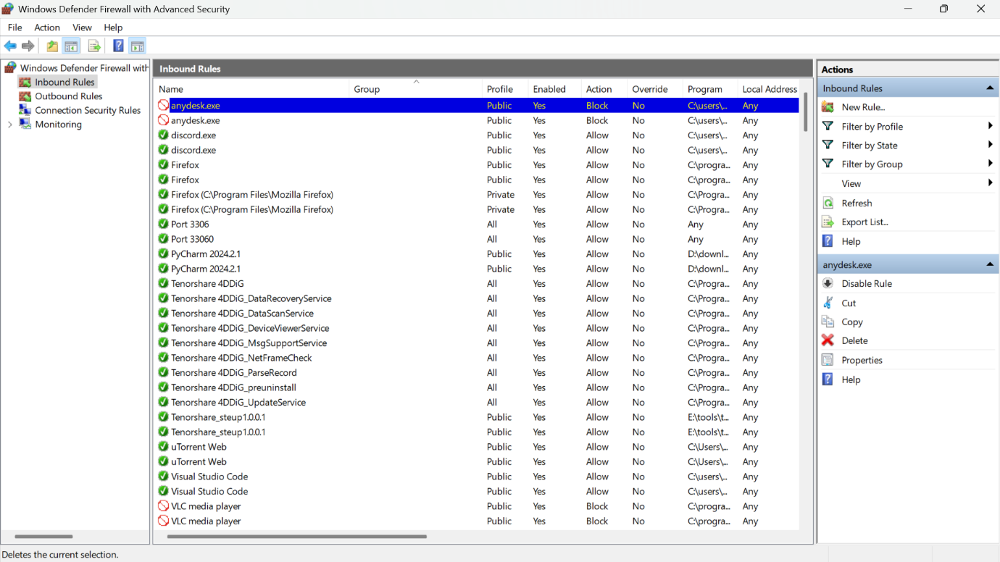 Windows Defender Firewall with Advanced Security
File Action View Help
Windows Defender Firewall with
Inbound Rules
Outbound Rules
Connection Security Rules
Monitoring
Inbound Rules
Name Group Profile Enabled Action Override Program Local Address
anydesk.exe Public Yes Block No C:\users\... Any
anydesk.exe Public Yes Block No C:\users\... Any
discord.exe Public Yes Allow No C:\users\... Any
discord.exe Public Yes Allow No C:\users\... Any
Firefox Public Yes Allow No C:\progra... Any
Firefox Public Yes Allow No C:\progra... Any
Firefox (C:\Program Files\Mozilla Firefox) Private Yes Allow No C:\Progra... Any
Firefox (C:\Program Files\Mozilla Firefox) Private Yes Allow No C:\Progra... Any
Port 3306 All Yes Allow No Any Any
Port 33060 All Yes Allow No Any Any
PyCharm 2024.2.1 Public Yes Allow No D:\downl... Any
PyCharm 2024.2.1 Public Yes Allow No D:\downl... Any
Tenorshare 4DDiG All Yes Allow No C:\Progra... Any
Tenorshare 4DDiG_DataRecoveryService All Yes Allow No C:\Progra... Any
Tenorshare 4DDiG_DataScanService All Yes Allow No C:\Progra... Any
Tenorshare 4DDiG_DeviceViewerService All Yes Allow No C:\Progra... Any
Tenorshare 4DDiG_MsgSupportService All Yes Allow No C:\Progra... Any
Tenorshare 4DDiG_NetFrameCheck All Yes Allow No C:\Progra... Any
Tenorshare 4DDiG_ParseRecord All Yes Allow No C:\Progra... Any
Tenorshare 4DDiG_preuninstall All Yes Allow No C:\Progra... Any
Tenorshare 4DDiG_UpdateService All Yes Allow No C:\Progra... Any
Tenorshare_steup1.0.0.1 Public Yes Allow No E:\tools\t... Any
Tenorshare_steup1.0.0.1 Public Yes Allow No E:\tools\t... Any
uTorrent Web Public Yes Allow No C:\Users\... Any
uTorrent Web Public Yes Allow No C:\Users\... Any
Visual Studio Code Public Yes Allow No C:\users\... Any
Visual Studio Code Public Yes Allow No C:\users\... Any
VLC media player Public Yes Block No C:\progra... Any
VLC media player Public Yes Block No C:\progra... Any
Actions
Inbound Rules
New Rule...
Filter by Profile
Filter by State
Filter by Group
View
Refresh
Export List...
Help
anydesk.exe
Disable Rule
Cut
Copy
Delete
Properties
Help
Deletes the current selection.